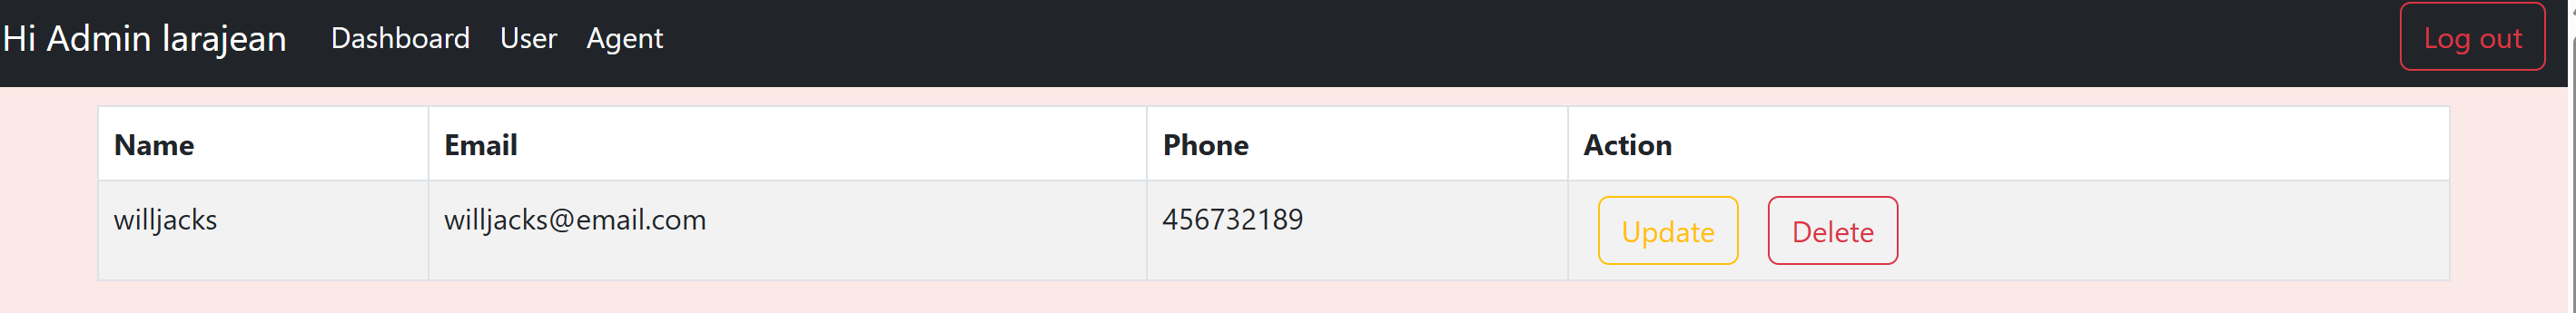 Hi Admin larajean Dashboard User Agent Log out
Name Email Phone Action
willjacks willjacks@email.com 456732189 Update Delete